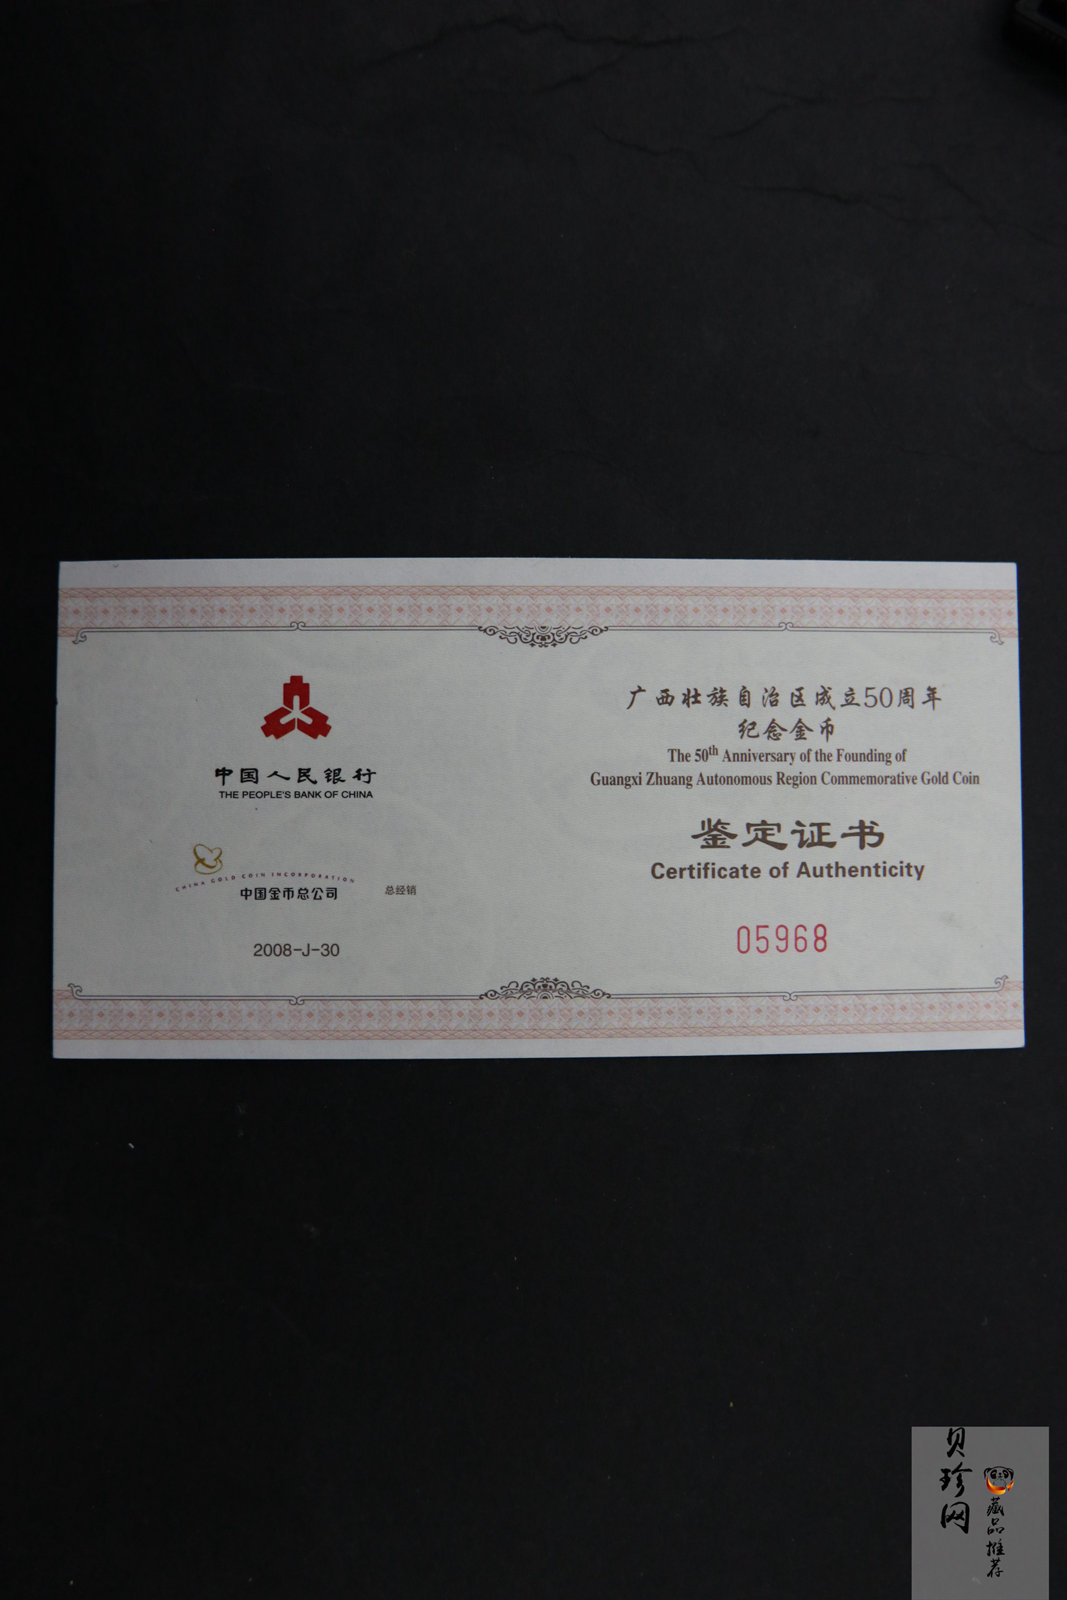 中国人民银行
THE PEOPLE'S BANK OF CHINA
CHINA GOLD COIN INCORPORATION
中国金币总公司
总经销
2008-J-30
广西壮族自治区成立50周年
纪念金币
The 50th Anniversary of the Founding of
Guangxi Zhuang Autonomous Region Commemorative Gold Coin
鉴定证书
Certificate of Authenticity
05968
贝珍网
藏品推荐